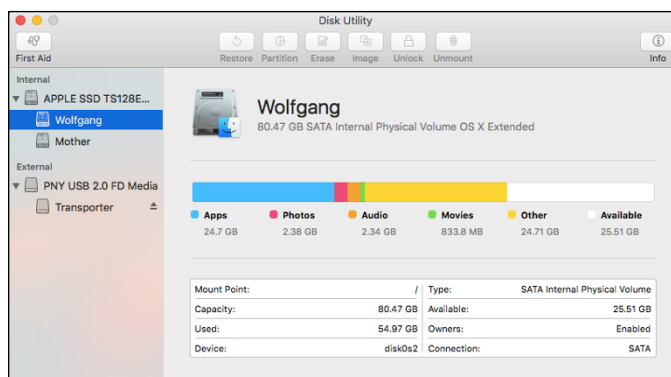 Disk Utility
First Aid
Restore Partition Erase Image Unlock Unmount
Info
Internal
APPLE SSD TS128E...
Wolfgang
Mother
External
PNY USB 2.0 FD Media
Transporter
Wolfgang
80.47 GB SATA Internal Physical Volume OS X Extended
Apps Photos Audio Movies Other Available
24.7 GB 2.38 GB 2.34 GB 833.8 MB 24.71 GB 25.51 GB
Mount Point: / Type: SATA Internal Physical Volume
Capacity: 80.47 GB Available: 25.51 GB
Used: 54.97 GB Owners: Enabled
Device: disk0s2 Connection: SATA